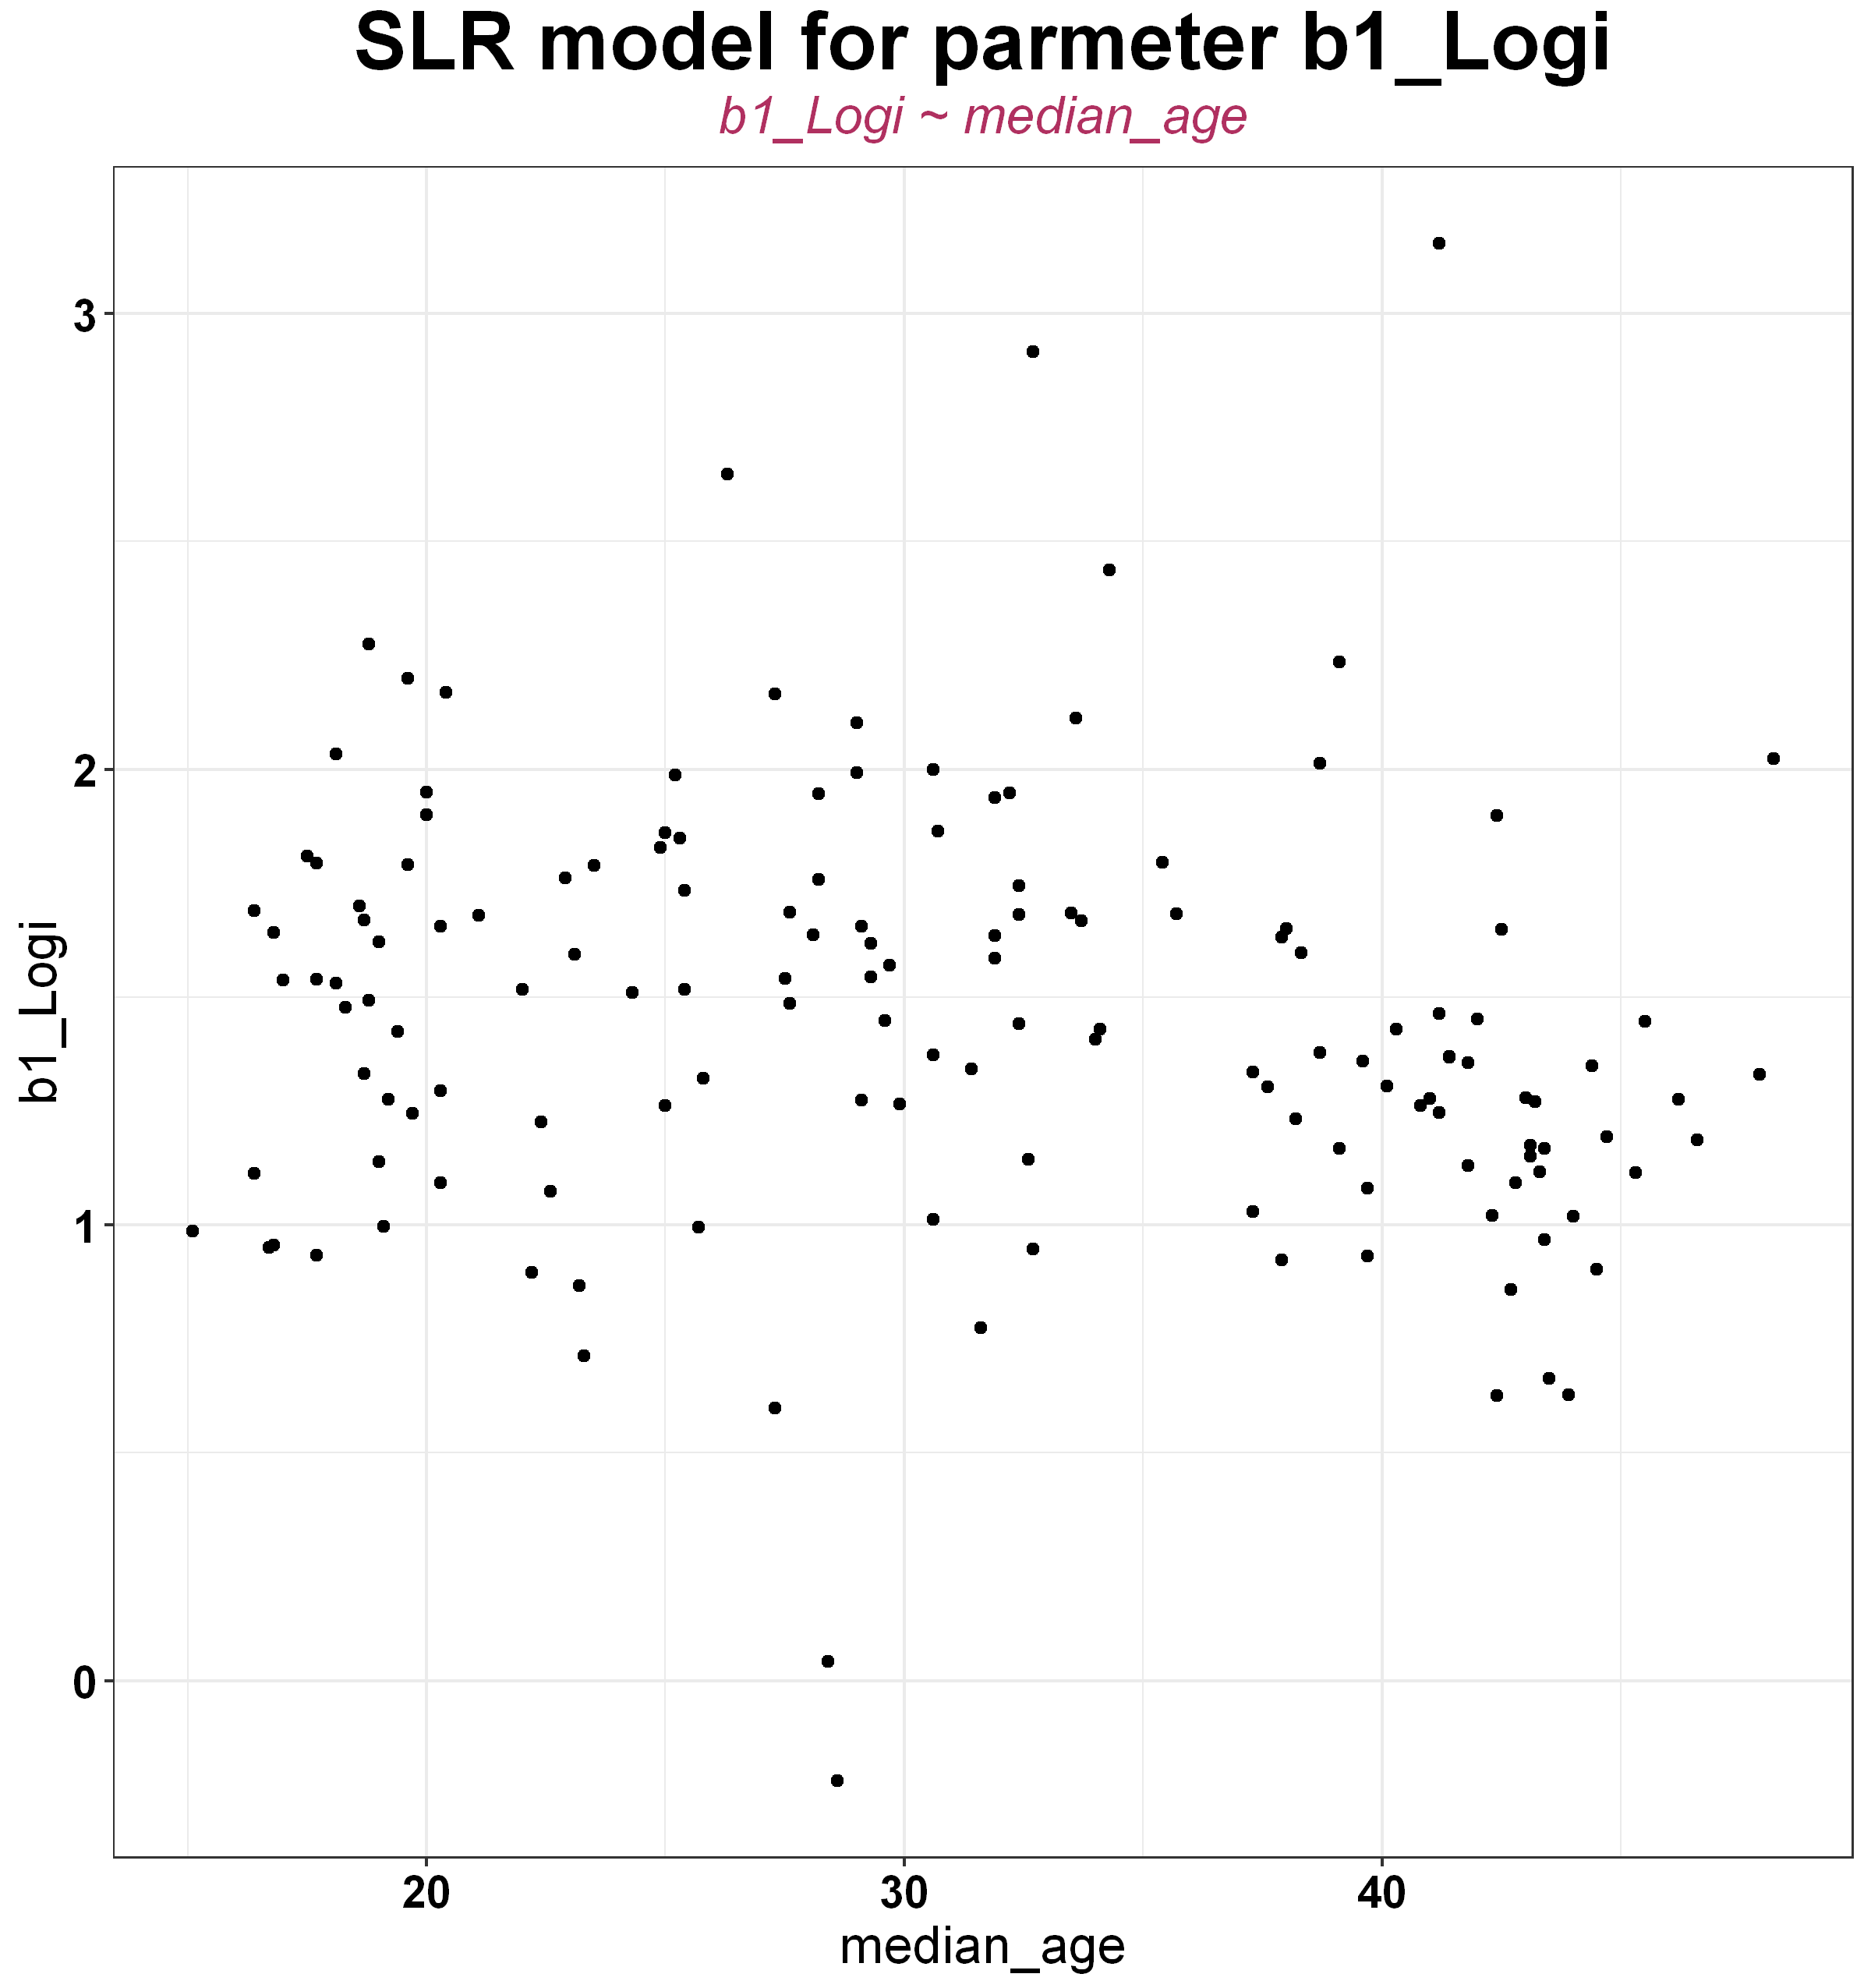 SLR model for parmeter b1_Logi
b1_Logi ~ median_age
3
2
1
0
b1_Logi
20 30 40
median_age